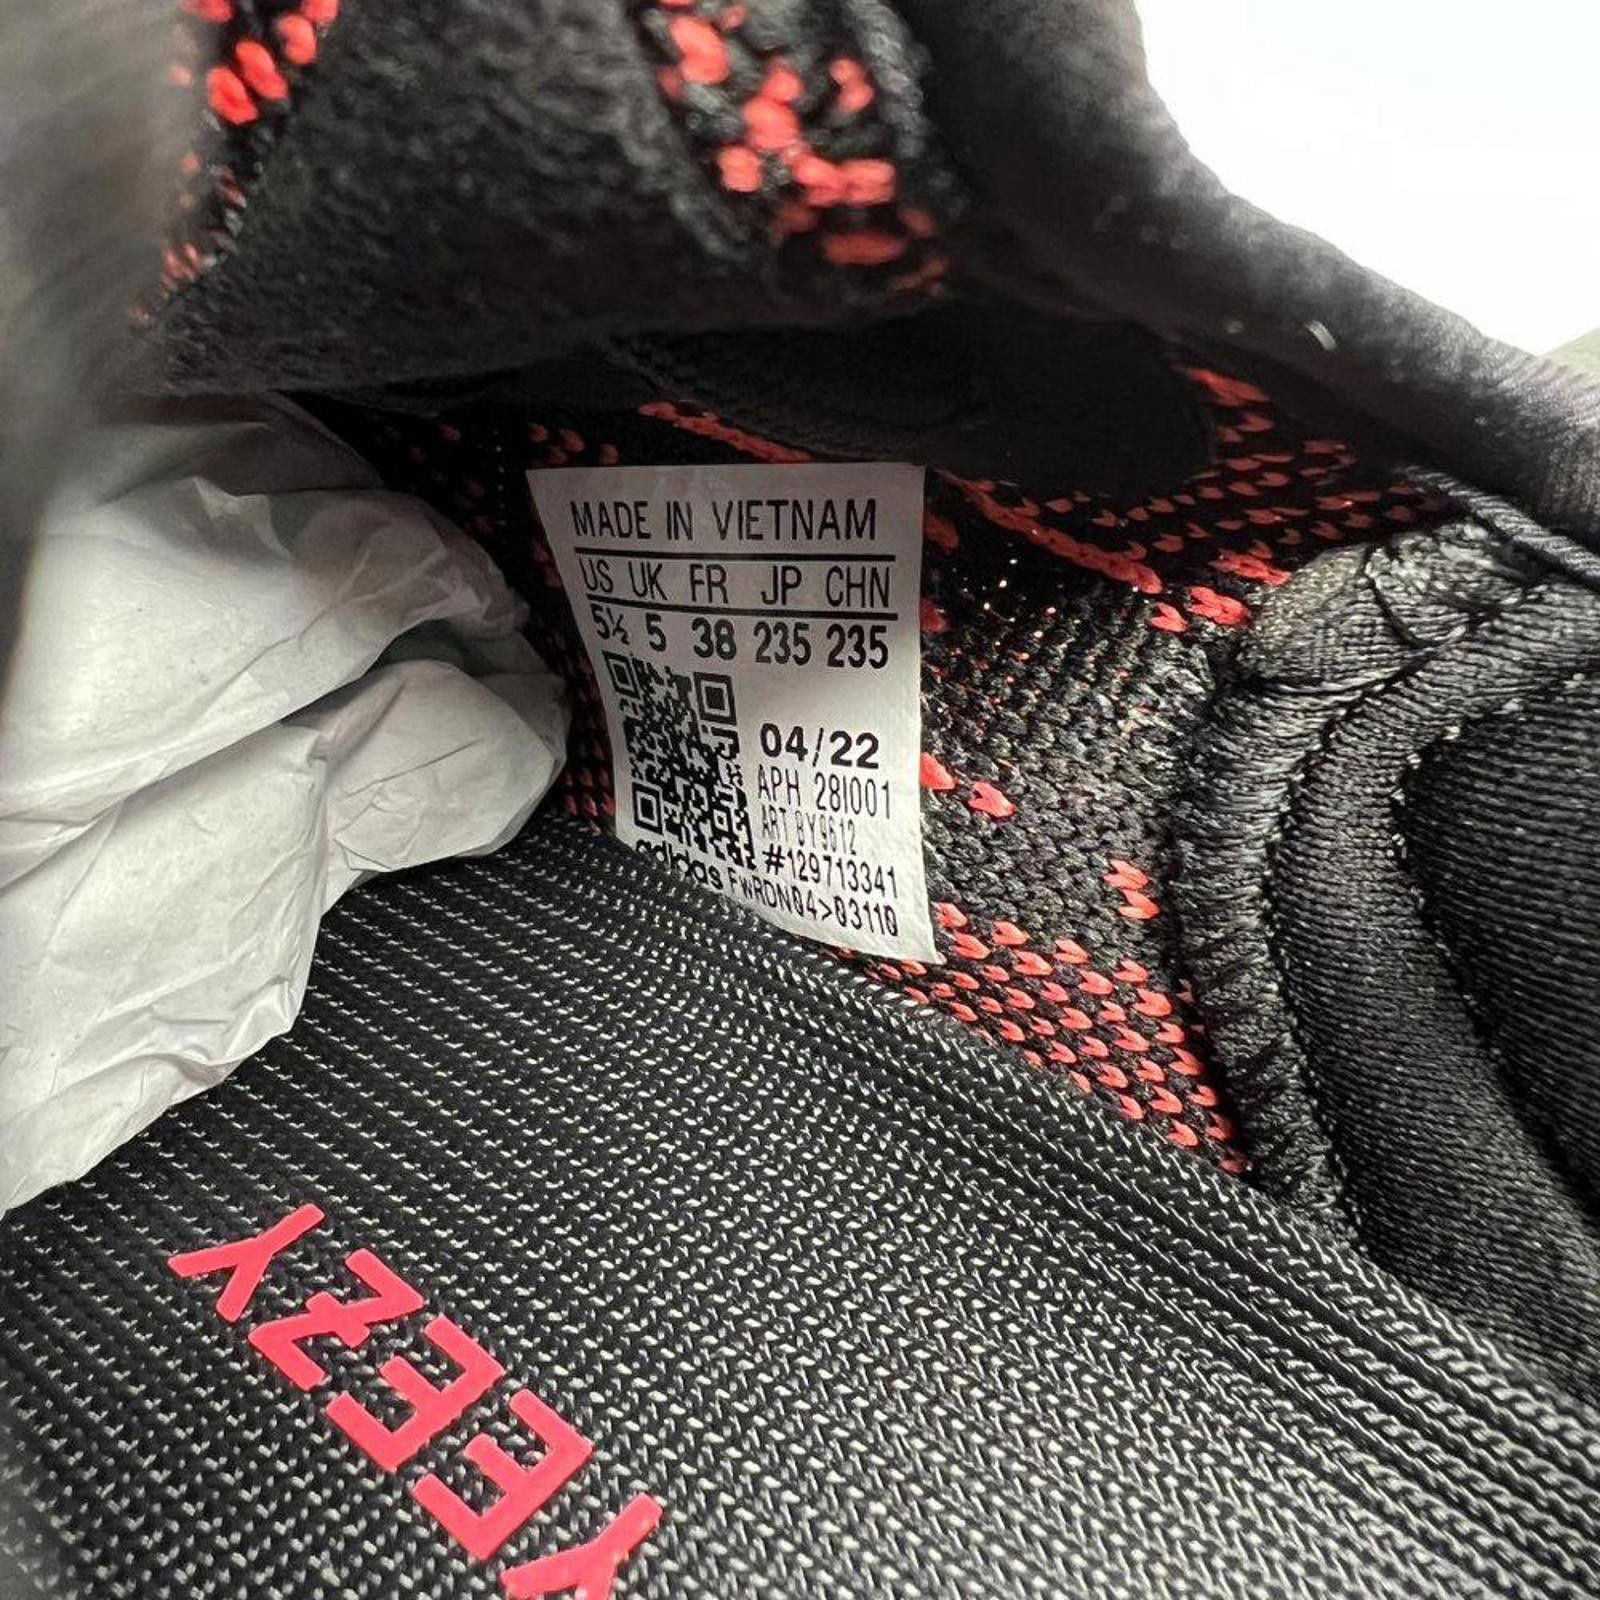 MADE IN VIETNAM
US UK FR JP CHN
5½ 5 38 235 235
04/22
APH 28I001
ART BY9612
#129713341
adidas FWRDN04>03110
YEEZY